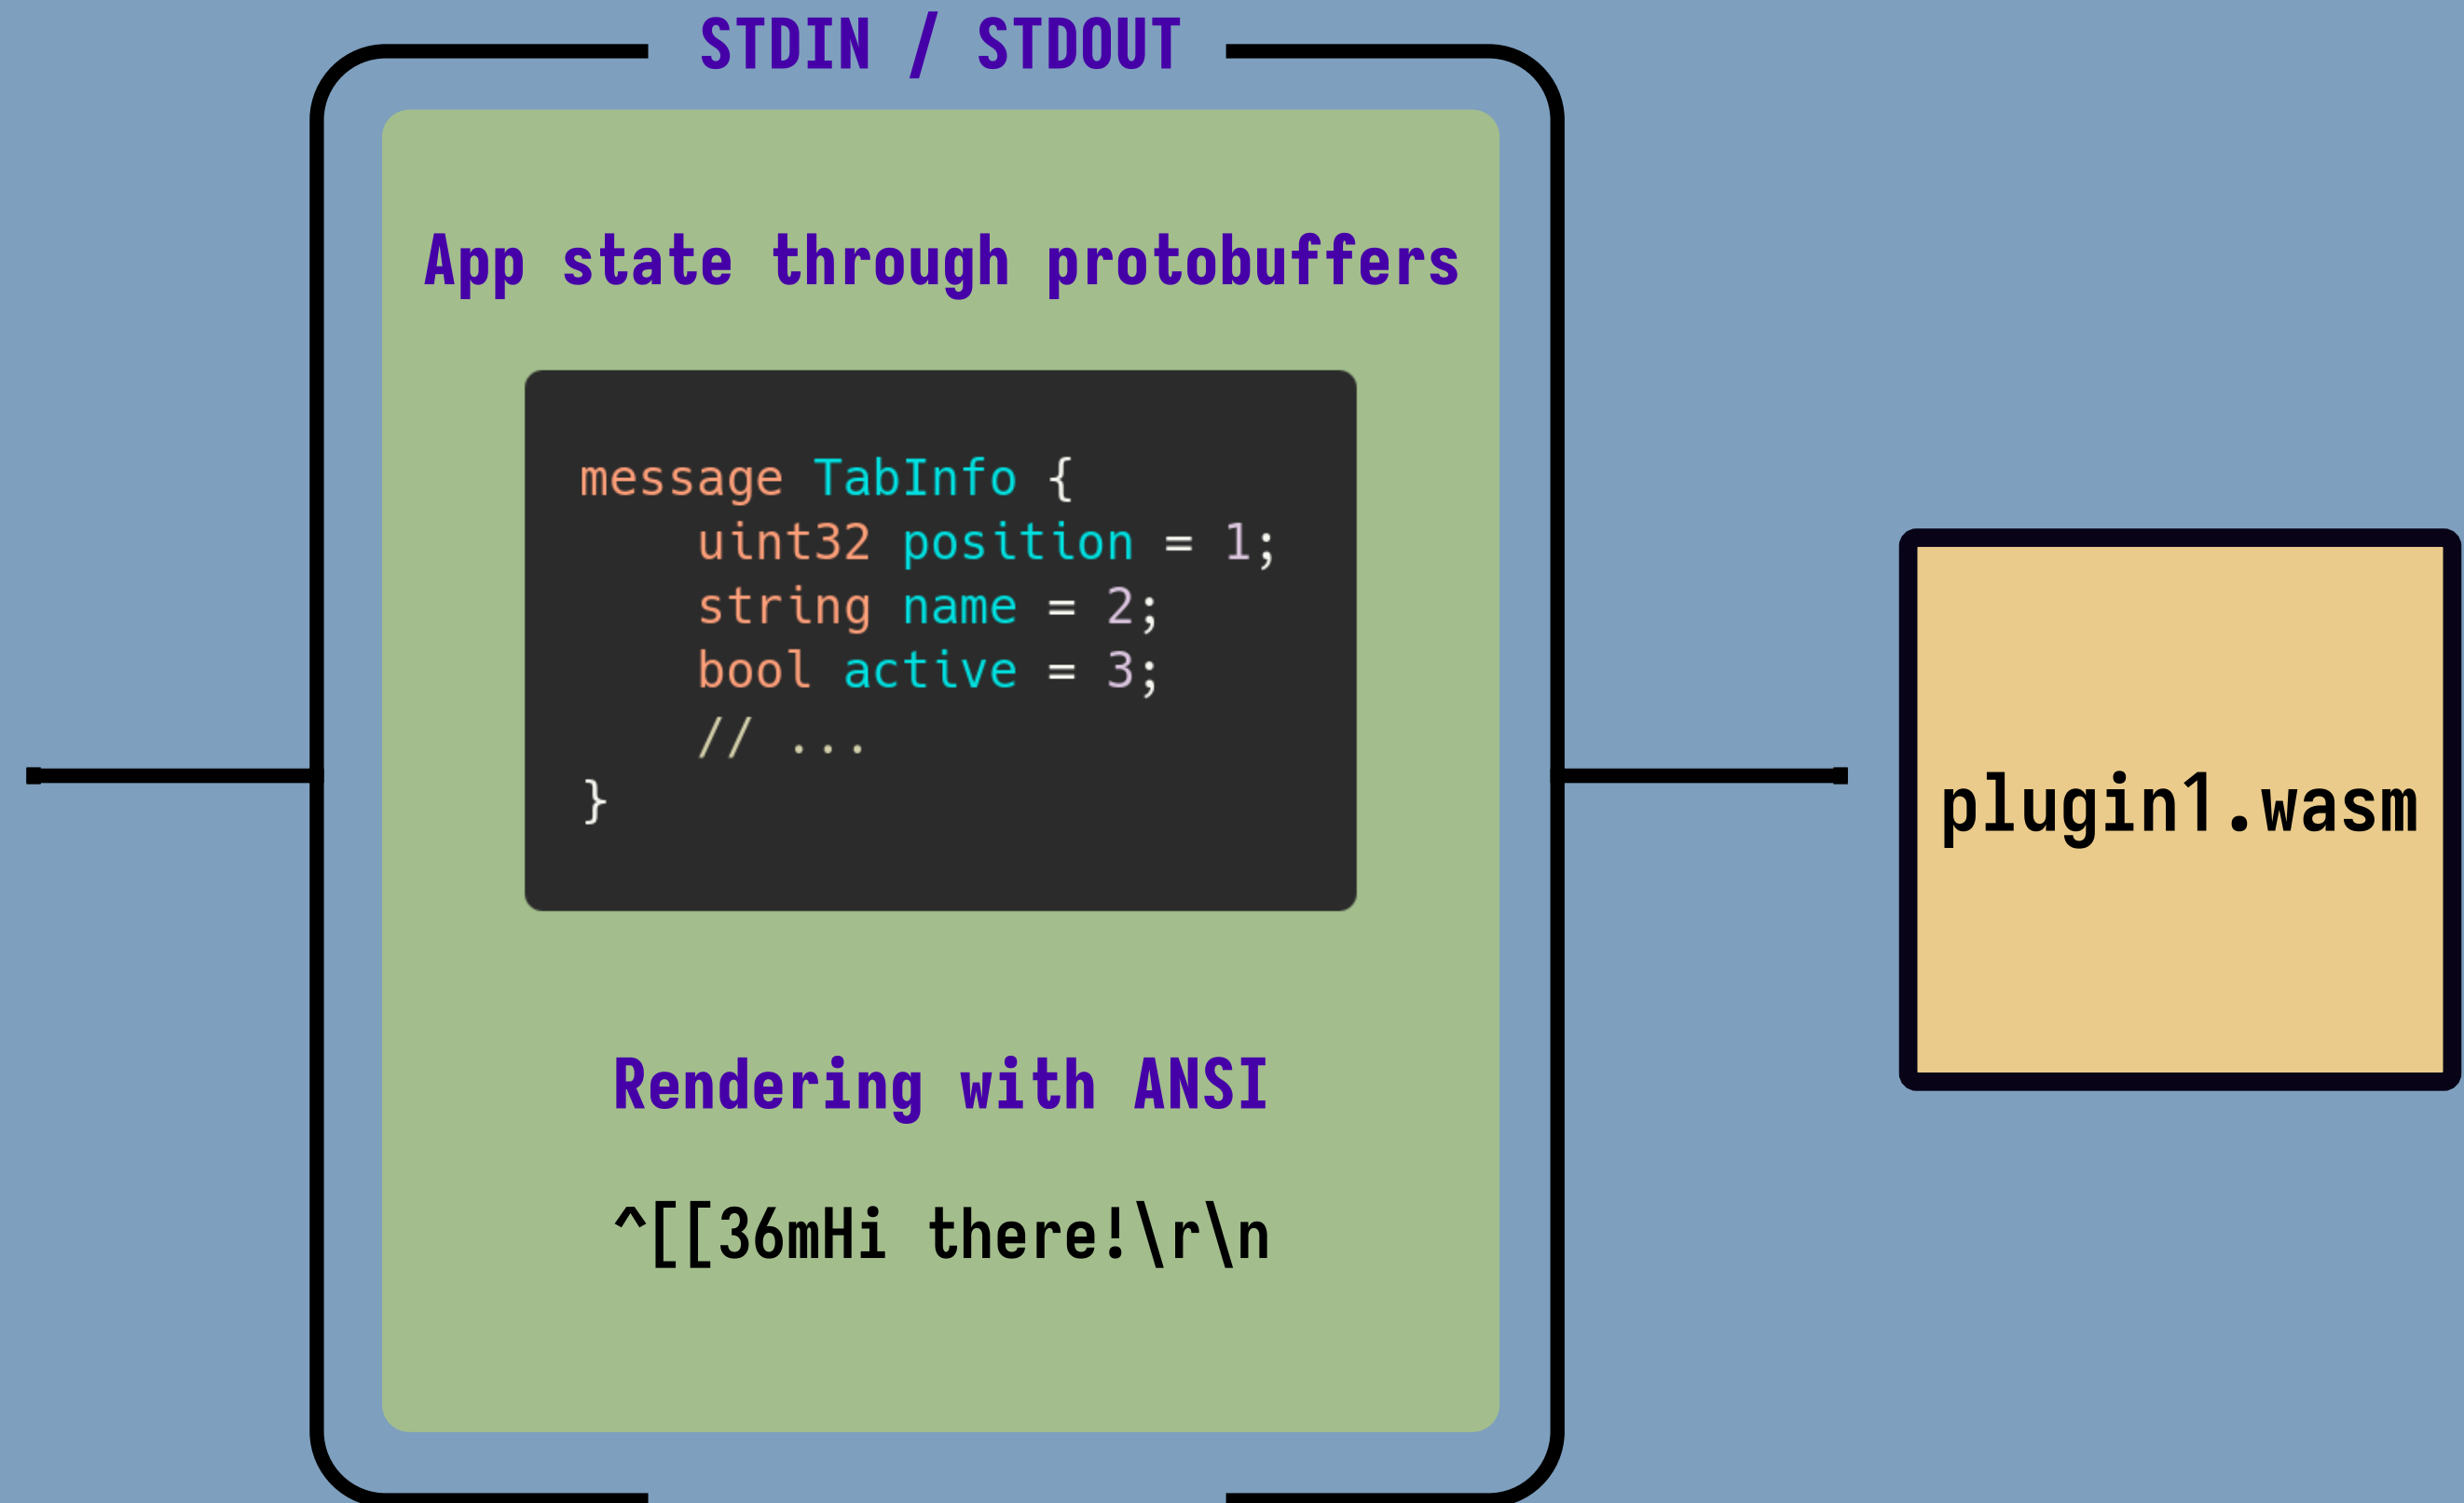 STDIN / STDOUT
App state through protobuffers
message TabInfo {
    uint32 position = 1;
    string name = 2;
    bool active = 3;
    // ...
}
plugin1.wasm
Rendering with ANSI
^[[36mHi there!\r\n